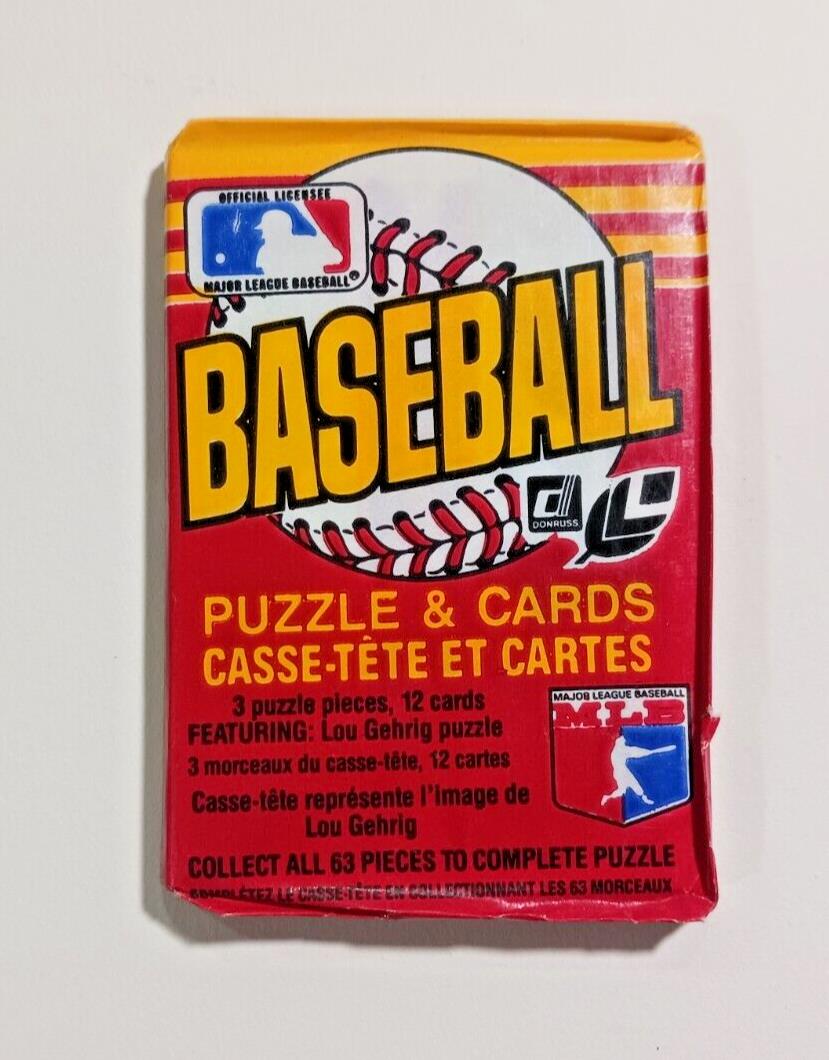 OFFICIAL LICENSEE
MAJOR LEAGUE BASEBALL®
BASEBALL
d
DONRUSS
L
PUZZLE & CARDS
CASSE-TÊTE ET CARTES
3 puzzle pieces, 12 cards
FEATURING: Lou Gehrig puzzle
3 morceaux du casse-tête, 12 cartes
Casse-tête représente l'image de
Lou Gehrig
MAJOR LEAGUE BASEBALL
MLB
COLLECT ALL 63 PIECES TO COMPLETE PUZZLE
COMPLÉTEZ LE CASSE-TÊTE EN COLLECTIONNANT LES 63 MORCEAUX